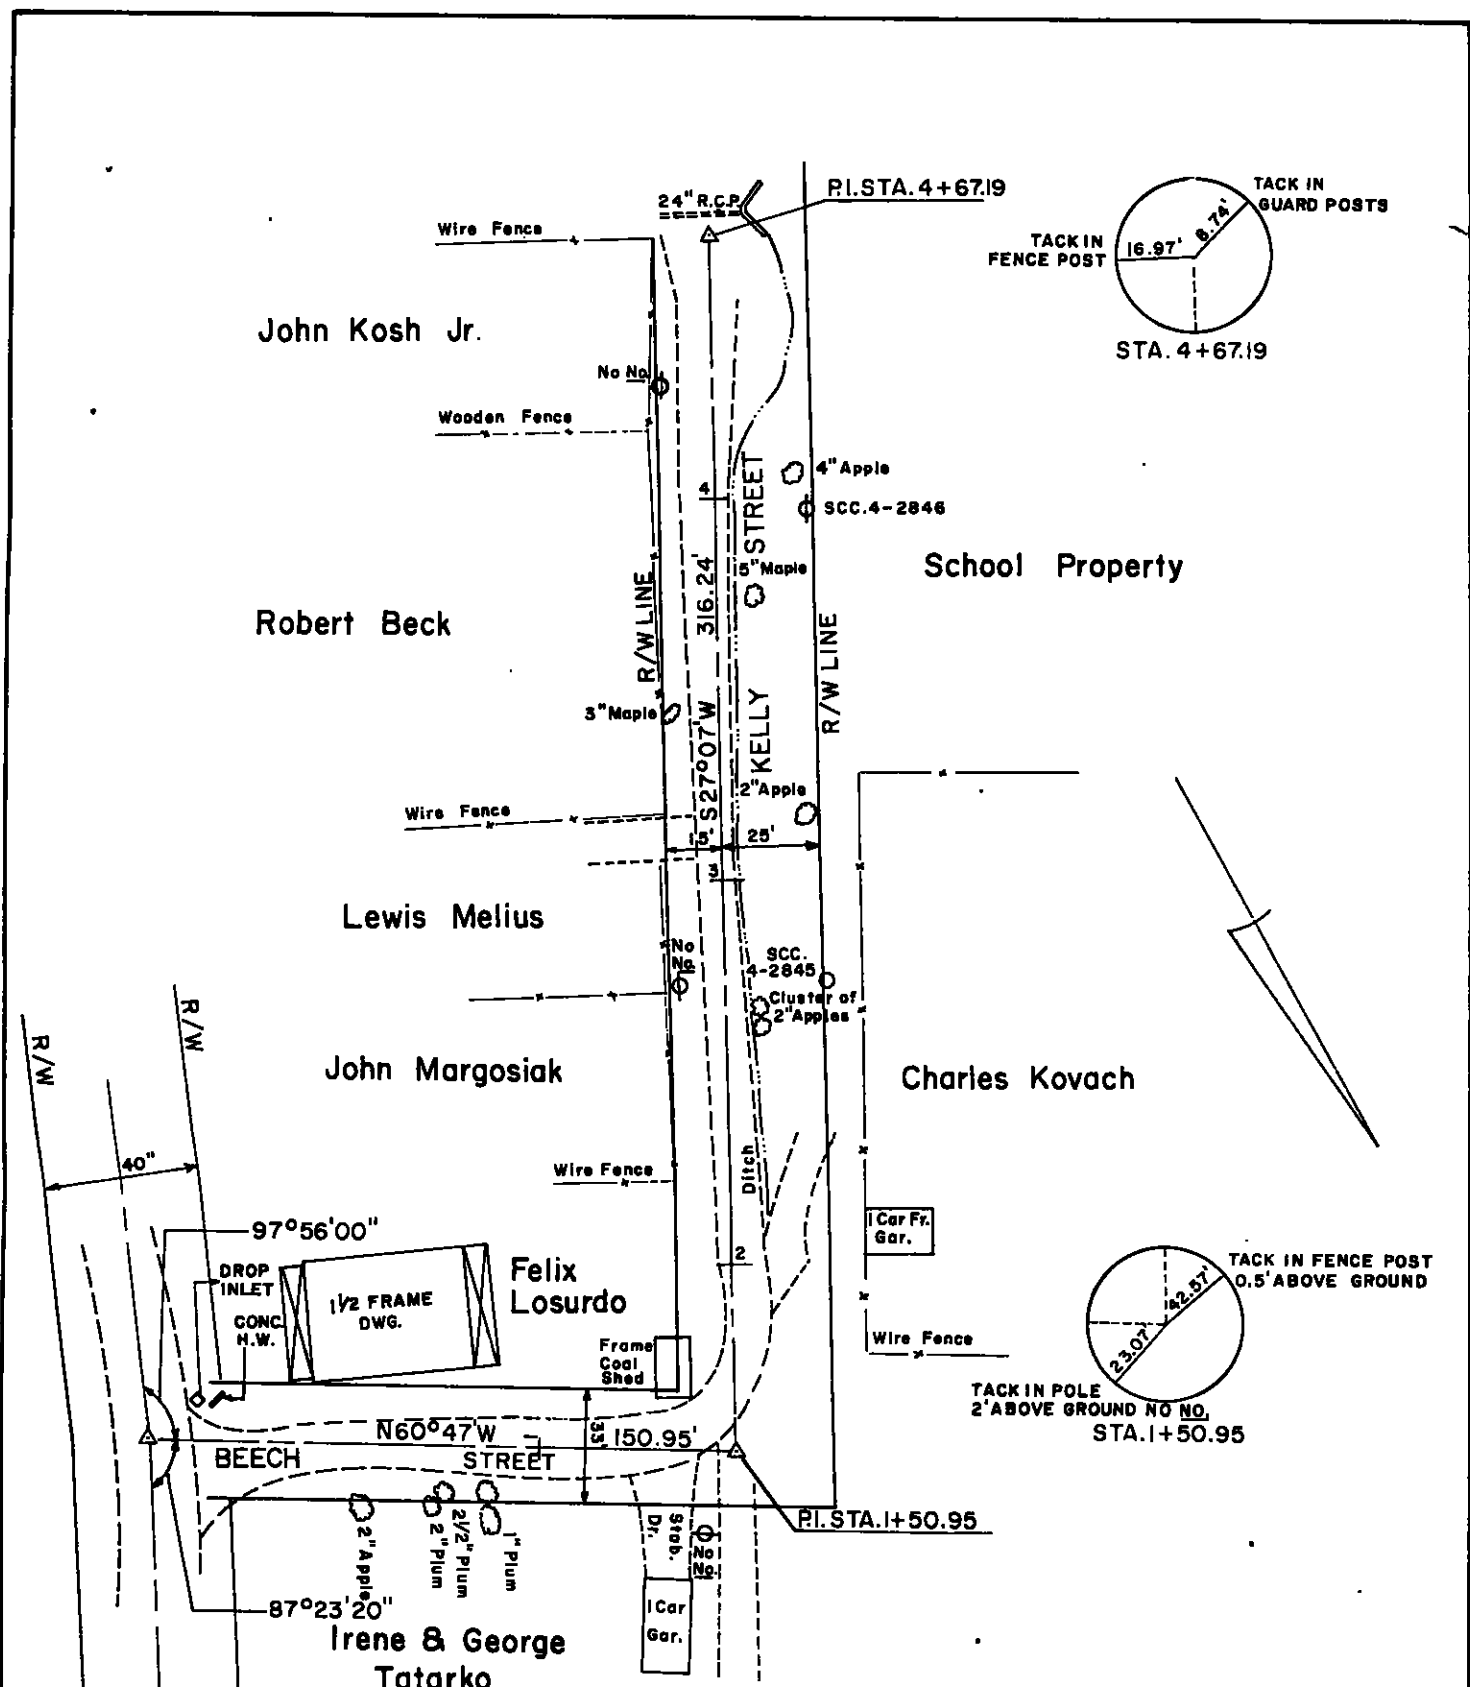 24" R.C.P.
P.I. STA. 4+67.19
TACK IN
GUARD POSTS
8.74'
Wire Fence
TACK IN
FENCE POST
16.97'
STA. 4+67.19
John Kosh Jr.
No No.
Wooden Fence
4" Apple
4
SCC. 4-2846
STREET
School Property
5" Maple
316.24'
R/W LINE
Robert Beck
R/W LINE
3" Maple
S27°07'W
KELLY
2" Apple
Wire Fence
15'
25'
3
Lewis Melius
No
No.
SCC.
4-2845
Cluster of
2" Apples
R/W
R/W
John Margosiak
Charles Kovach
40"
Wire Fence
Ditch
97°56'00"
1 Car Fr.
Gar.
2
DROP
INLET
Felix
Losurdo
1 1/2 FRAME
DWG.
CONC.
H.W.
TACK IN FENCE POST
0.5' ABOVE GROUND
42.57'
23.07'
Frame
Coal
Shed
Wire Fence
TACK IN POLE
2' ABOVE GROUND NO NO.
STA. 1+50.95
N60°47'W
33'
150.95'
1
BEECH
STREET
P.I. STA. 1+50.95
2" Apple
2" Plum
2 1/2" Plum
1" Plum
Stab.
Dr.
No
No.
87°23'20"
1 Car
Gar.
Irene & George
Tatarko